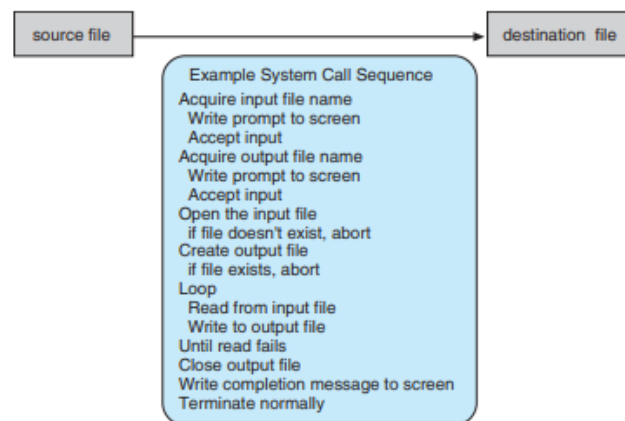 source file
destination file
Example System Call Sequence
Acquire input file name
Write prompt to screen
Accept input
Acquire output file name
Write prompt to screen
Accept input
Open the input file
if file doesn't exist, abort
Create output file
if file exists, abort
Loop
Read from input file
Write to output file
Until read fails
Close output file
Write completion message to screen
Terminate normally